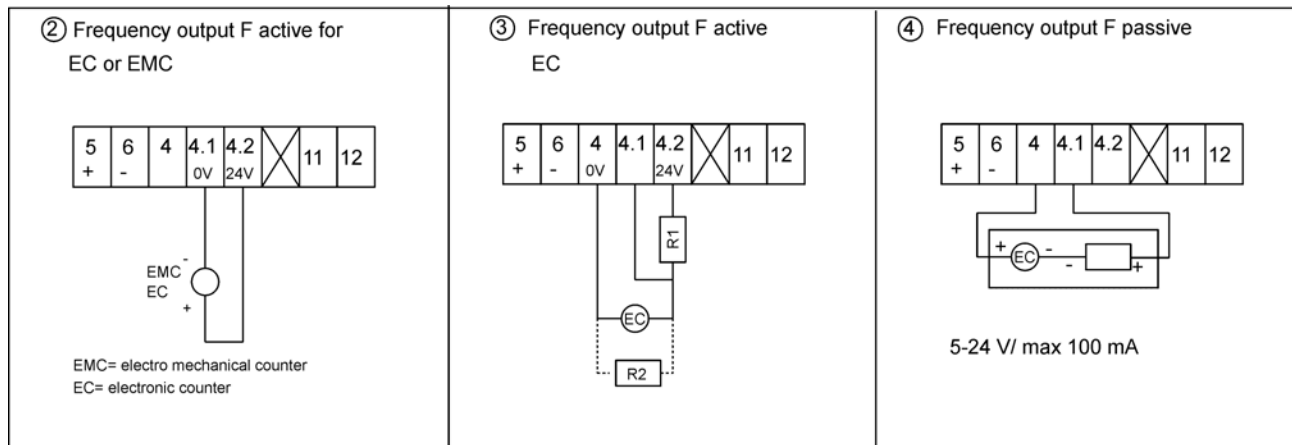 ② Frequency output F active for
EC or EMC
5 6 4 4.1 4.2 11 12
+ - 0V 24V
-
EMC
EC
+
EMC= electro mechanical counter
EC= electronic counter
③ Frequency output F active
EC
5 6 4 4.1 4.2 11 12
+ - 0V 24V
R1
EC
R2
④ Frequency output F passive
5 6 4 4.1 4.2 11 12
+ -
+ EC - - +
5-24 V/ max 100 mA